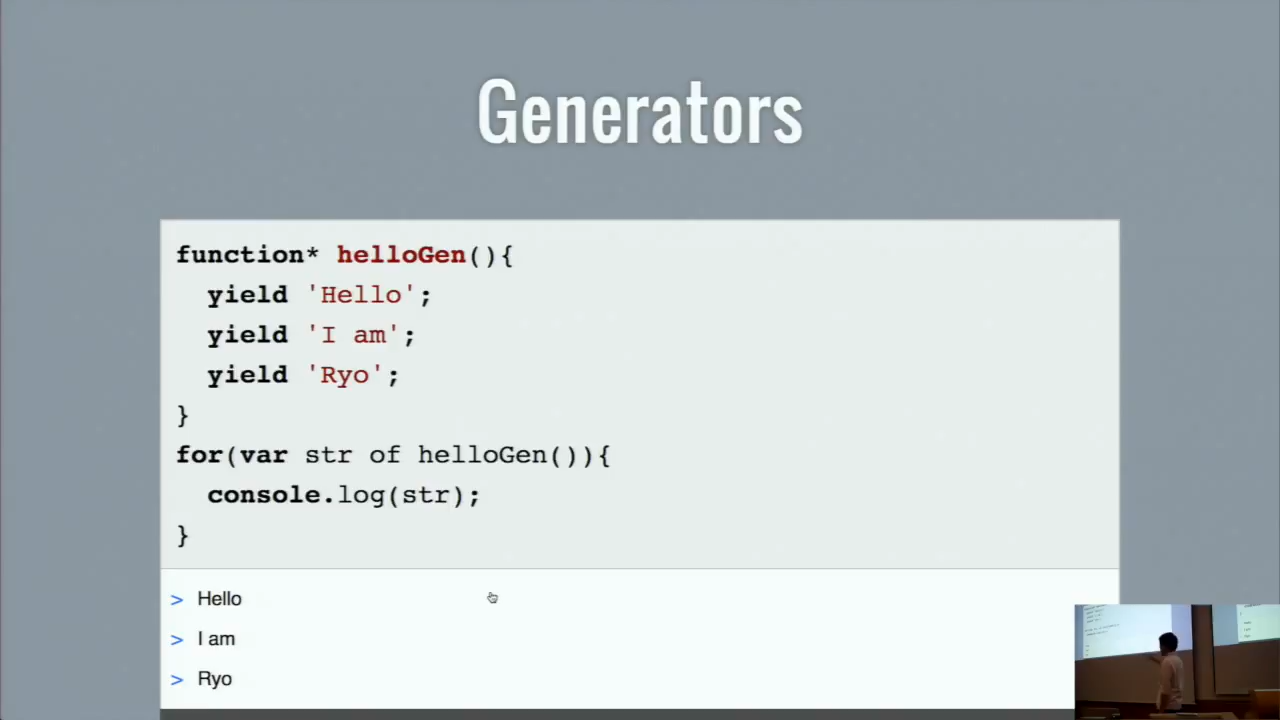 Generators
function* helloGen(){
  yield 'Hello';
  yield 'I am';
  yield 'Ryo';
}
for(var str of helloGen()){
  console.log(str);
}
> Hello
> I am
> Ryo